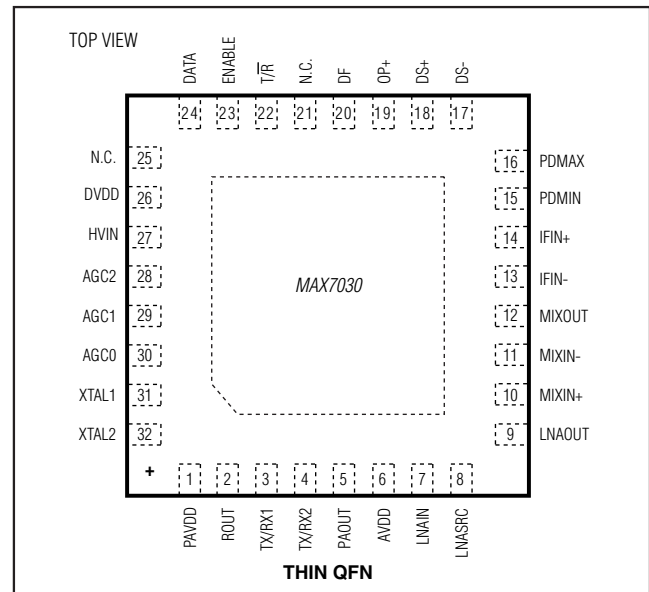 TOP VIEW
DATA
ENABLE
T̅/R
N.C.
DF
OP+
DS+
DS-
24 23 22 21 20 19 18 17
N.C. 25
DVDD 26
HVIN 27
AGC2 28
AGC1 29
AGC0 30
XTAL1 31
XTAL2 32
MAX7030
16 PDMAX
15 PDMIN
14 IFIN+
13 IFIN-
12 MIXOUT
11 MIXIN-
10 MIXIN+
9 LNAOUT
+
1 2 3 4 5 6 7 8
PAVDD
ROUT
TX/RX1
TX/RX2
PAOUT
AVDD
LNAIN
LNASRC
THIN QFN